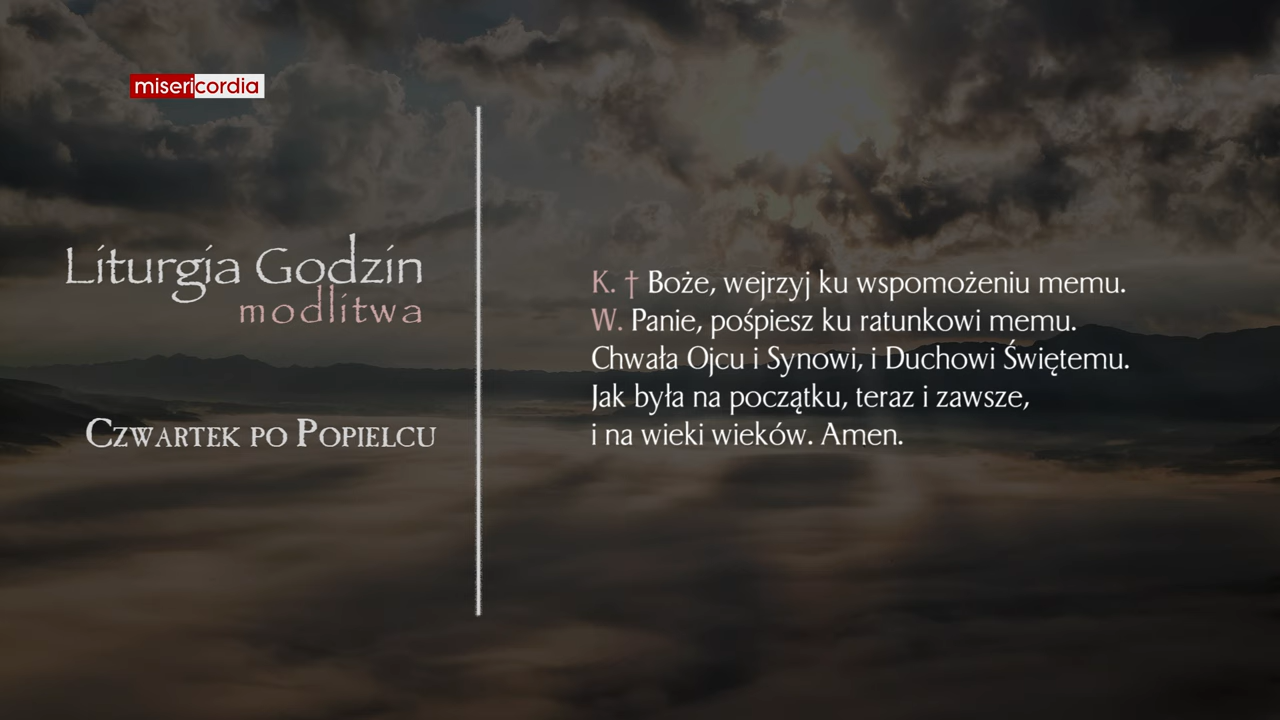 misericordia
Liturgia Godzin
modlitwa
Czwartek po Popielcu
K. † Boże, wejrzyj ku wspomożeniu memu.
W. Panie, pośpiesz ku ratunkowi memu.
Chwała Ojcu i Synowi, i Duchowi Świętemu.
Jak była na początku, teraz i zawsze,
i na wieki wieków. Amen.